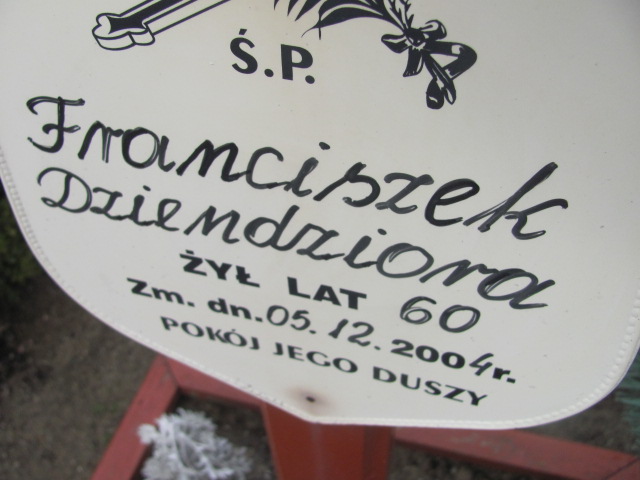 Ś.P.
Franciszek
Dziendziora
ŻYŁ LAT 60
Zm. dn. 05.12.2004r.
POKÓJ JEGO DUSZY